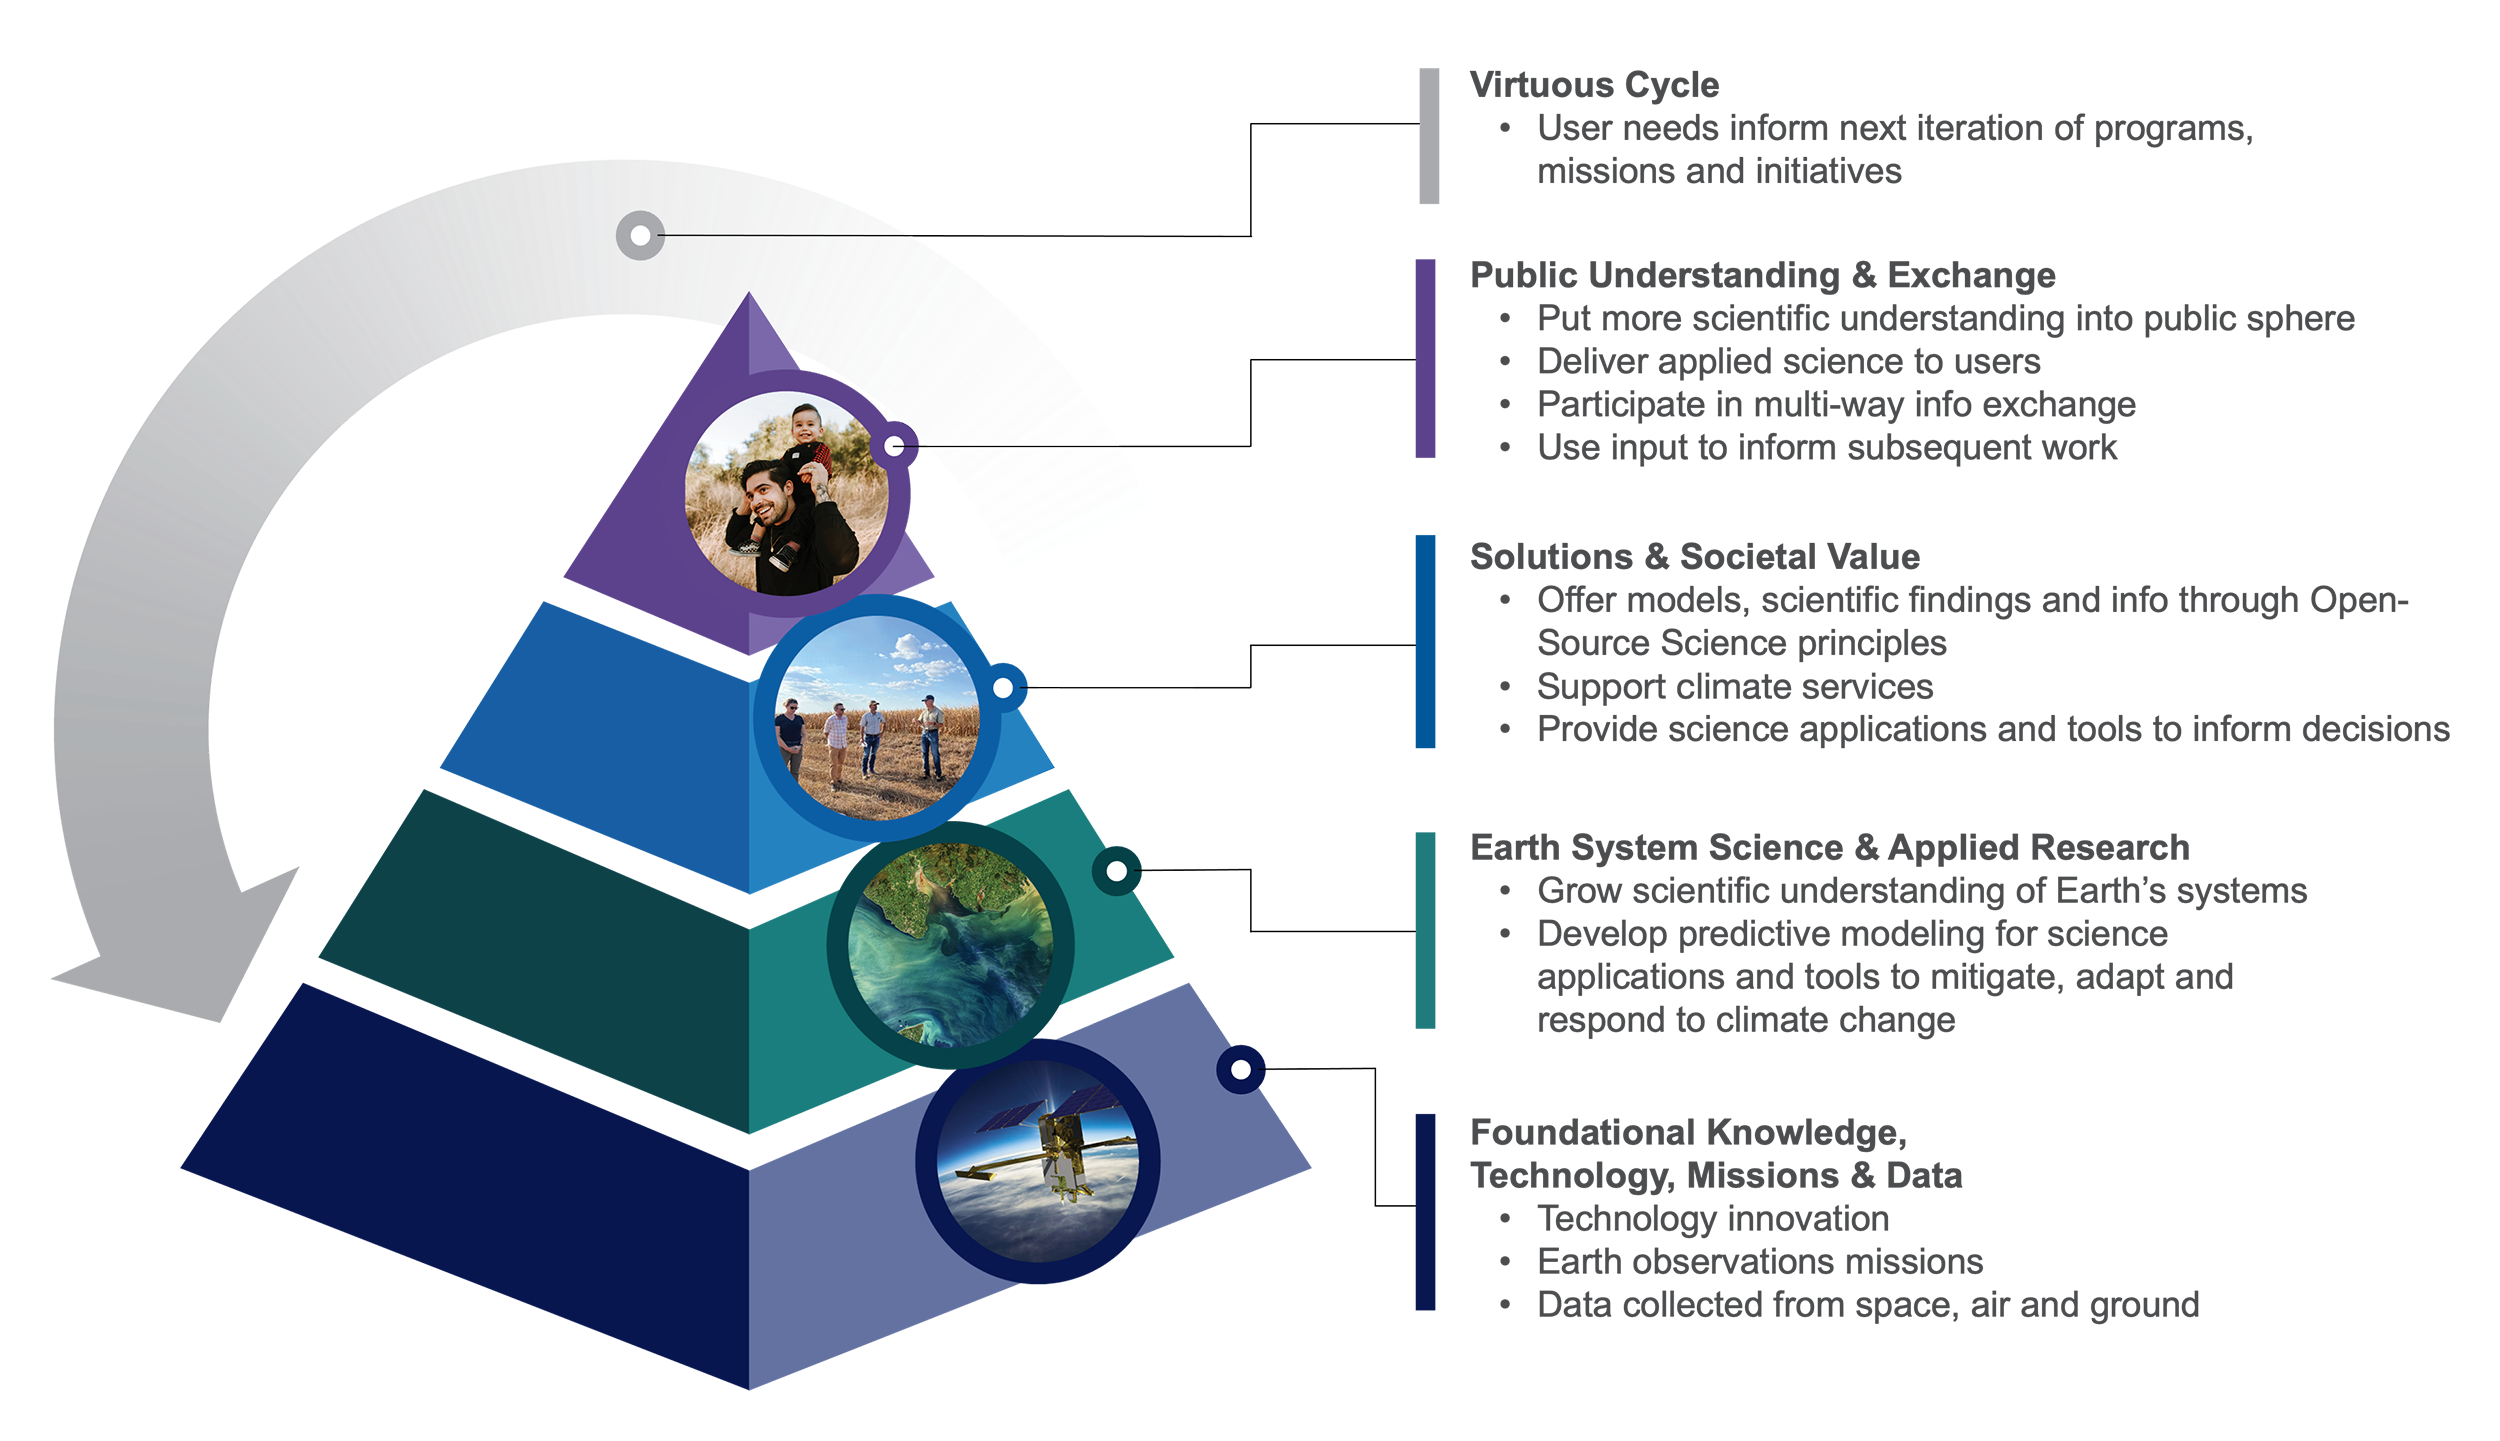 Virtuous Cycle
• User needs inform next iteration of programs,
missions and initiatives
Public Understanding & Exchange
• Put more scientific understanding into public sphere
• Deliver applied science to users
• Participate in multi-way info exchange
• Use input to inform subsequent work
Solutions & Societal Value
• Offer models, scientific findings and info through Open-
Source Science principles
• Support climate services
• Provide science applications and tools to inform decisions
Earth System Science & Applied Research
• Grow scientific understanding of Earth’s systems
• Develop predictive modeling for science
applications and tools to mitigate, adapt and
respond to climate change
Foundational Knowledge,
Technology, Missions & Data
• Technology innovation
• Earth observations missions
• Data collected from space, air and ground